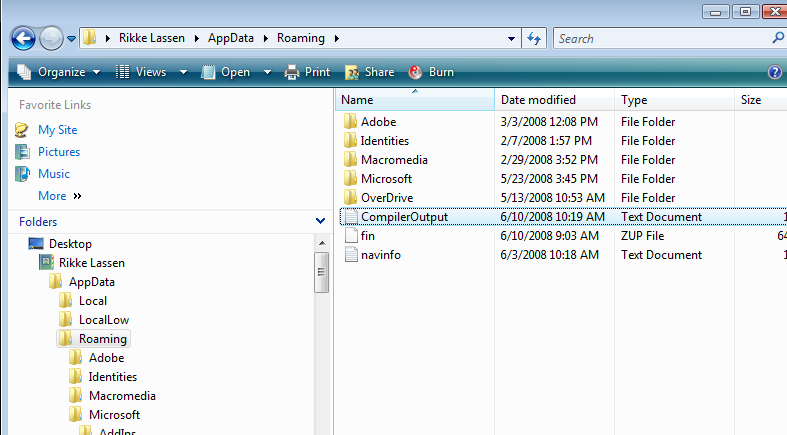 Rikke Lassen AppData Roaming Search
Organize Views Open Print Share Burn
Favorite Links
My Site
Pictures
Music
More »
Folders
Desktop
Rikke Lassen
AppData
Local
LocalLow
Roaming
Adobe
Identities
Macromedia
Microsoft
AddIns
Name Date modified Type Size
Adobe 3/3/2008 12:08 PM File Folder
Identities 2/7/2008 1:57 PM File Folder
Macromedia 2/29/2008 3:52 PM File Folder
Microsoft 5/23/2008 3:45 PM File Folder
OverDrive 5/13/2008 10:53 AM File Folder
CompilerOutput 6/10/2008 10:19 AM Text Document 1
fin 6/10/2008 9:03 AM ZUP File 64
navinfo 6/3/2008 10:18 AM Text Document 1